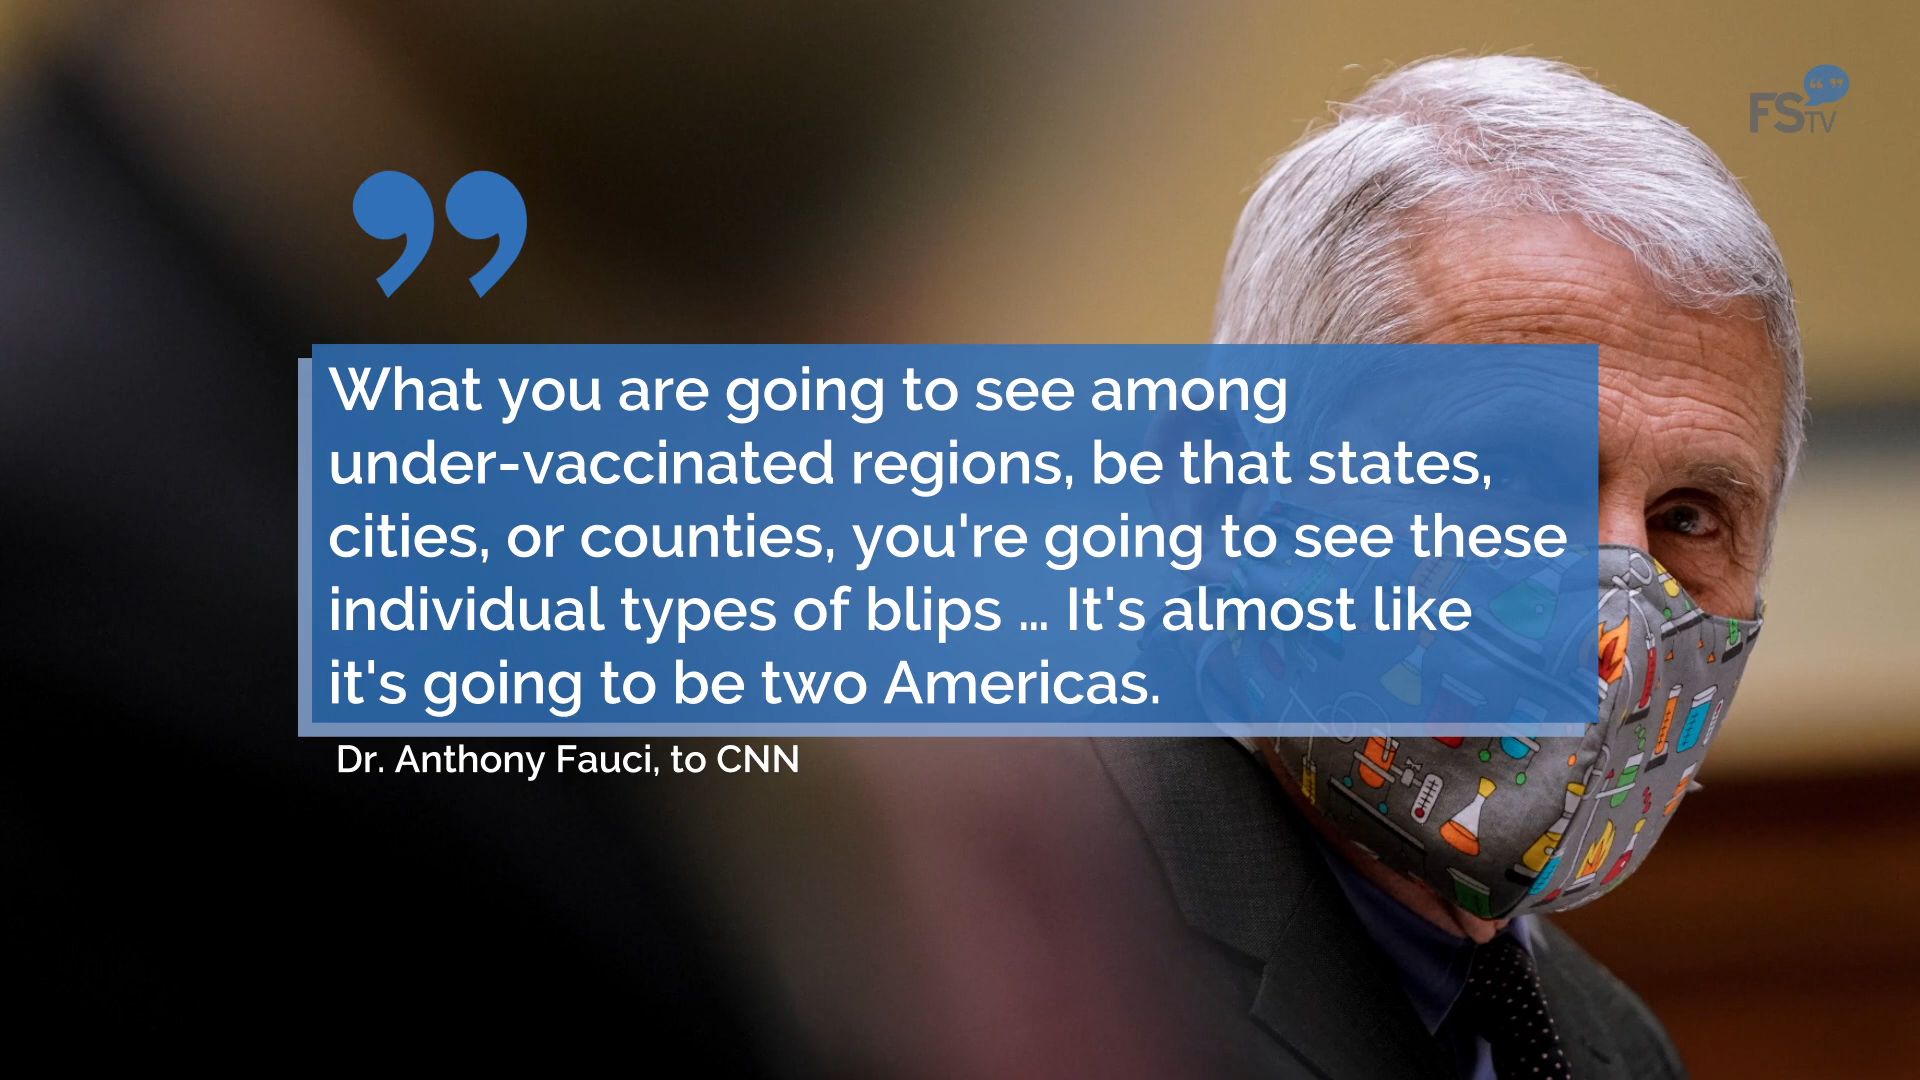 FSTV
”
What you are going to see among
under-vaccinated regions, be that states,
cities, or counties, you're going to see these
individual types of blips ... It's almost like
it's going to be two Americas.
Dr. Anthony Fauci, to CNN